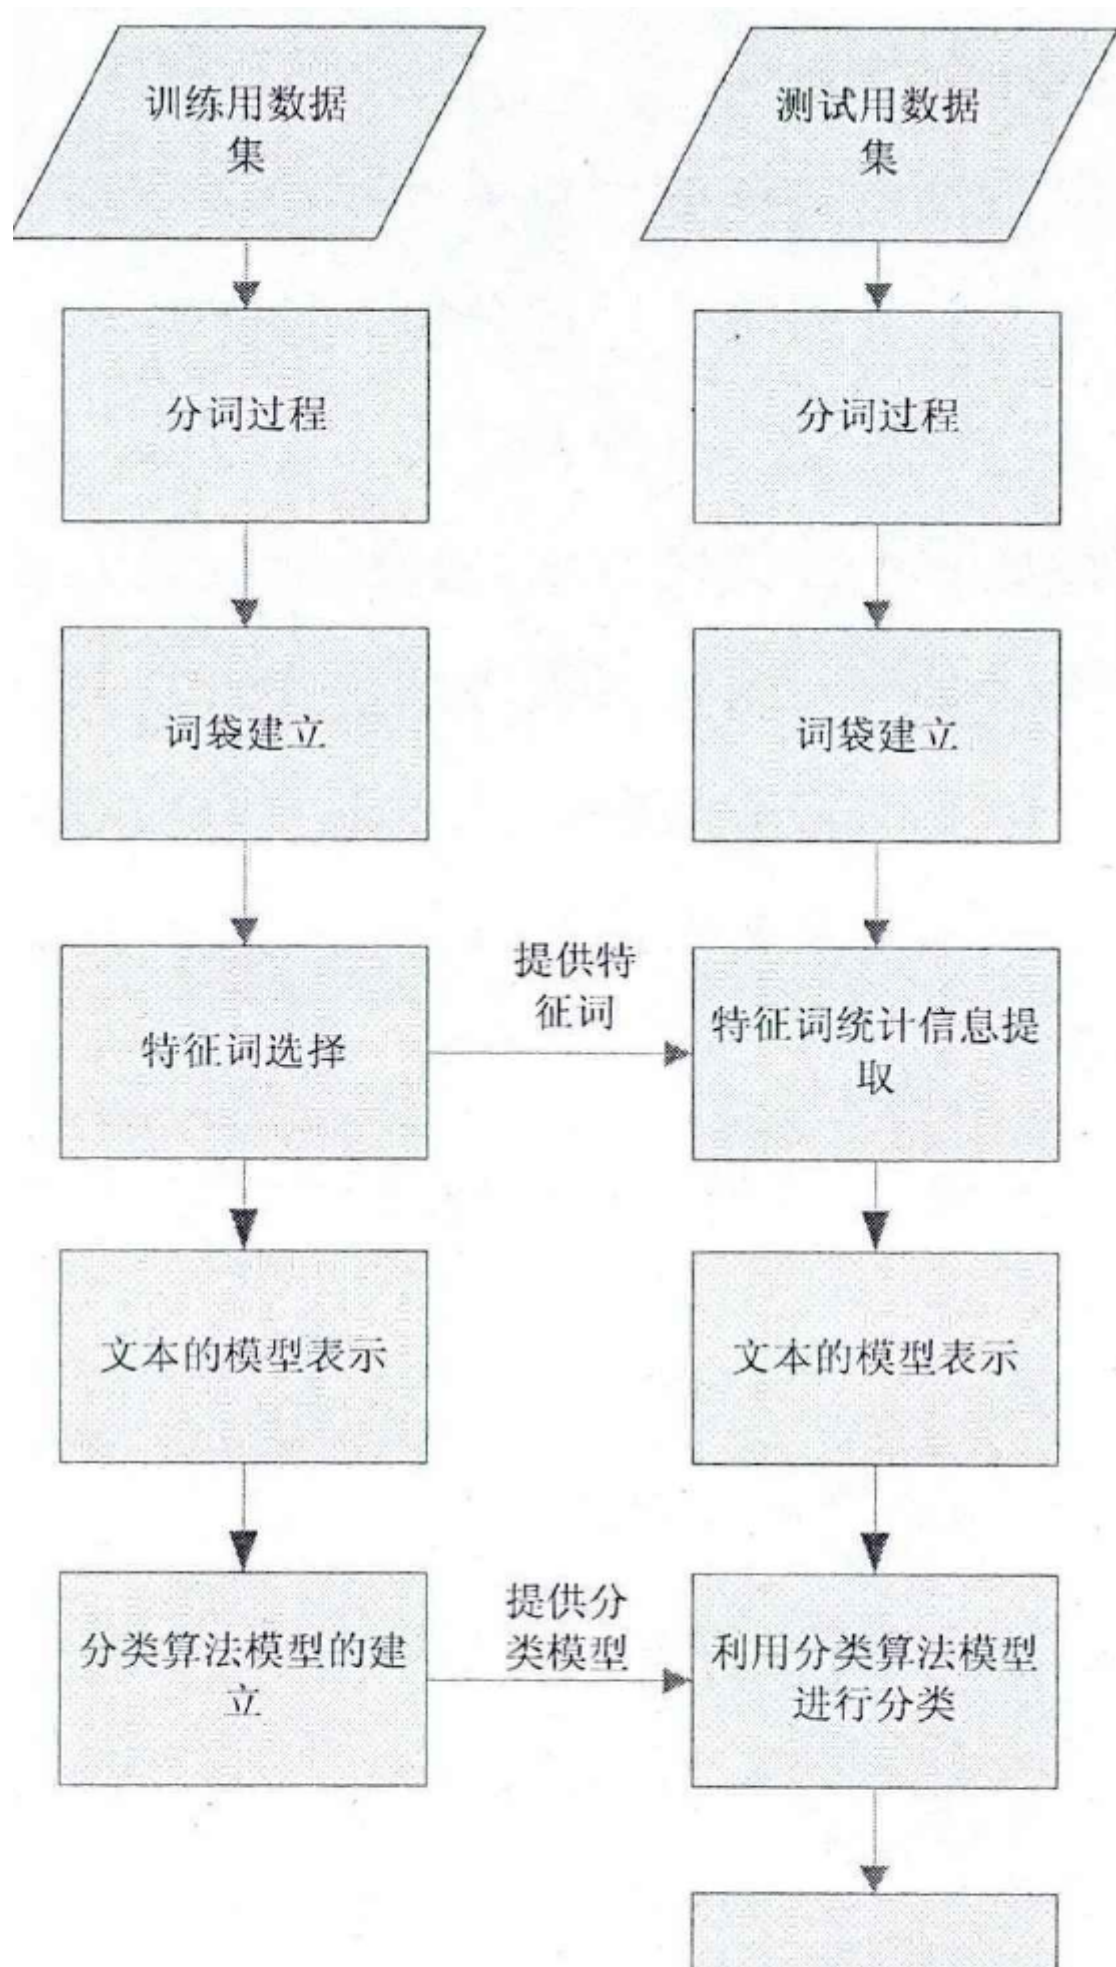 训练用数据
集
测试用数据
集
分词过程
分词过程
词袋建立
词袋建立
特征词选择
提供特
征词
特征词统计信息提
取
文本的模型表示
文本的模型表示
分类算法模型的建
立
提供分
类模型
利用分类算法模型
进行分类